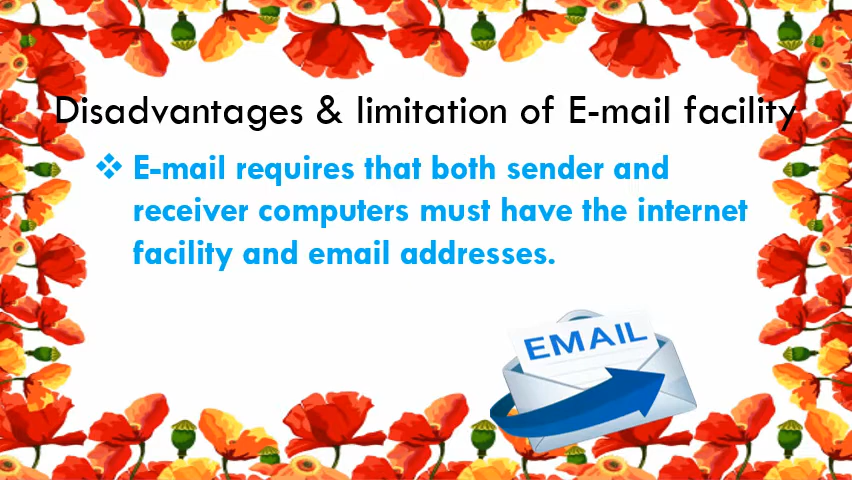 Disadvantages & limitation of E-mail facility
❖ E-mail requires that both sender and
receiver computers must have the internet
facility and email addresses.
EMAIL